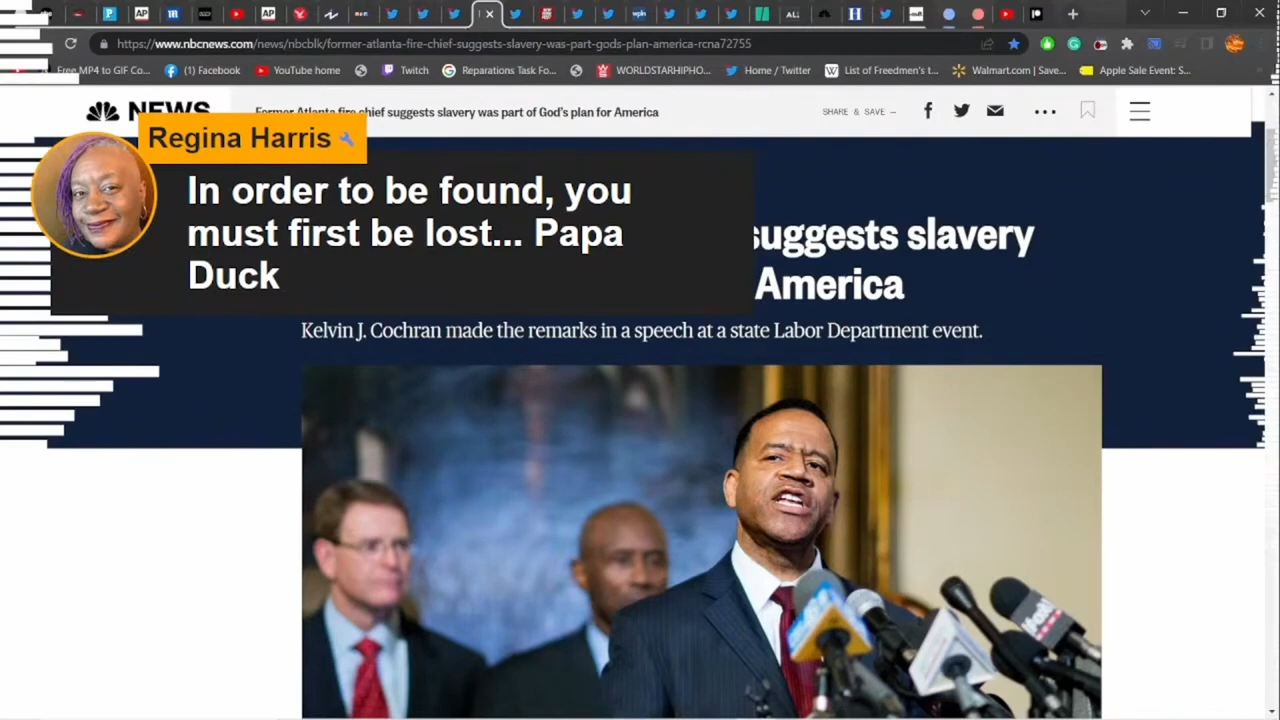 https://www.nbcnews.com/news/nbcblk/former-atlanta-fire-chief-suggests-slavery-was-part-gods-plan-america-rcna72755
Free MP4 to GIF Co... (1) Facebook YouTube home Twitch Reparations Task Fo... WORLDSTARHIPHO... Home / Twitter List of Freedmen's t... Walmart.com | Save... Apple Sale Event: S...
NEWS Former Atlanta fire chief suggests slavery was part of God's plan for America SHARE & SAVE —
Regina Harris
In order to be found, you
must first be lost... Papa
Duck
suggests slavery
America
Kelvin J. Cochran made the remarks in a speech at a state Labor Department event.